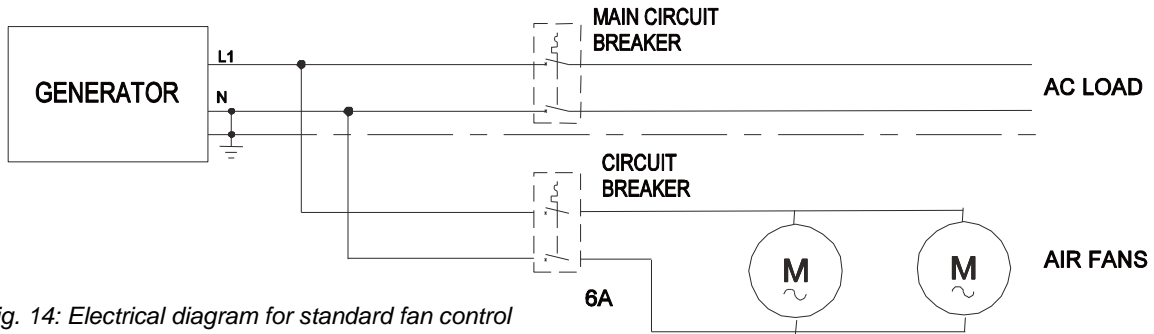 MAIN CIRCUIT
BREAKER
L1
GENERATOR
N
AC LOAD
CIRCUIT
BREAKER
M
M
AIR FANS
6A
ig. 14: Electrical diagram for standard fan control